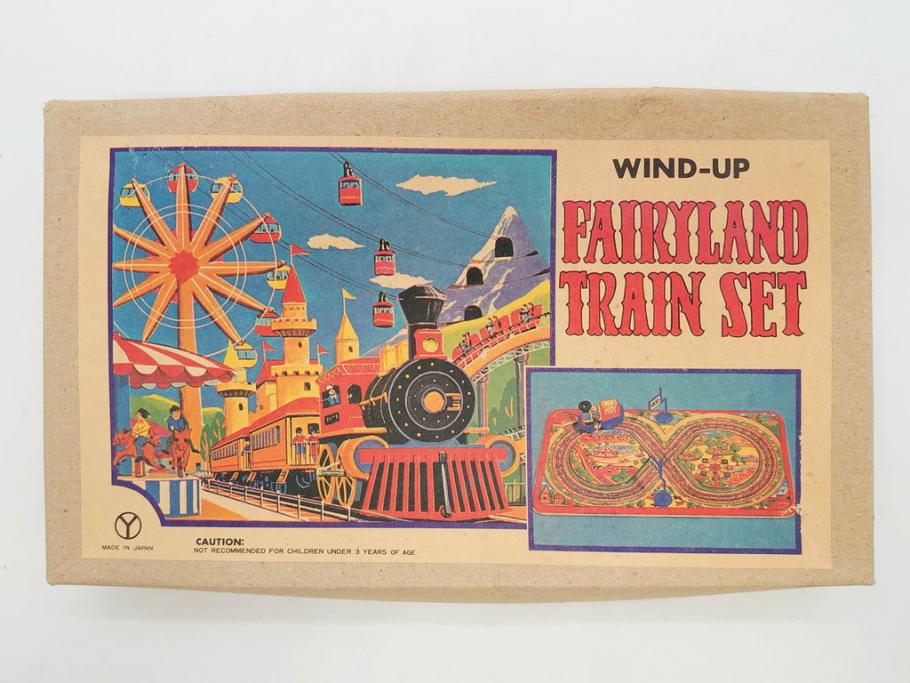 WIND-UP
FAIRYLAND
TRAIN SET
Y
MADE IN JAPAN
CAUTION:
NOT RECOMMENDED FOR CHILDREN UNDER 3 YEARS OF AGE